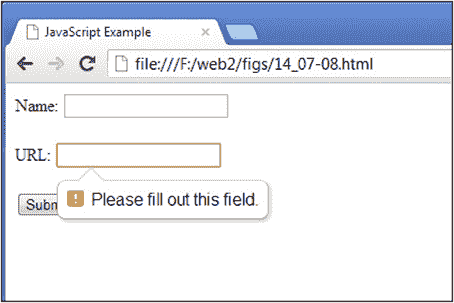 JavaScript Example
file:///F:/web2/figs/14_07-08.html
Name:
URL:
Please fill out this field.
Subm